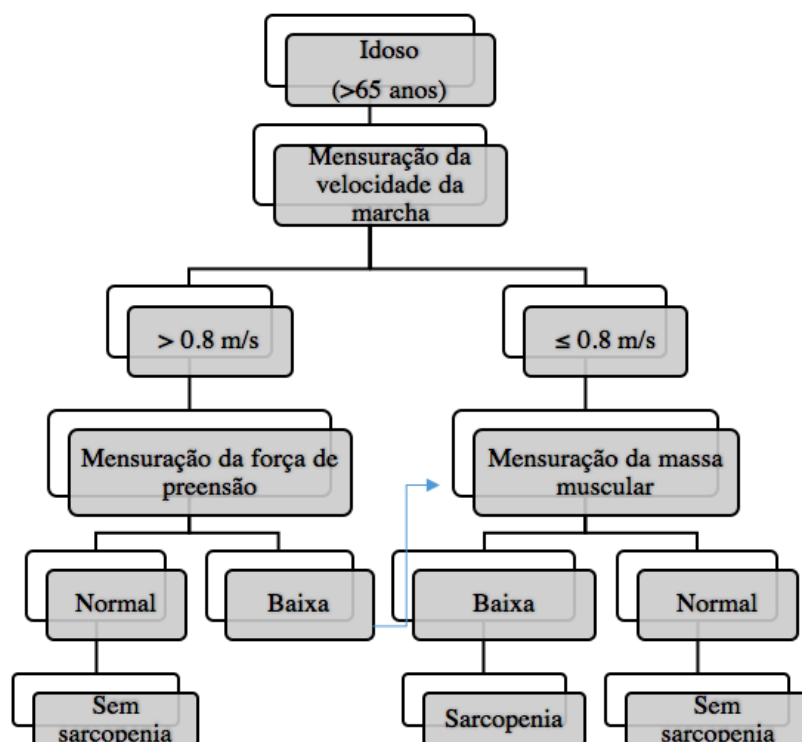 Idoso
(>65 anos)
Mensuração da
velocidade da
marcha
> 0.8 m/s
≤ 0.8 m/s
Mensuração da força de
preensão
Mensuração da massa
muscular
Normal
Baixa
Baixa
Normal
Sem
sarcopenia
Sarcopenia
Sem
sarcopenia